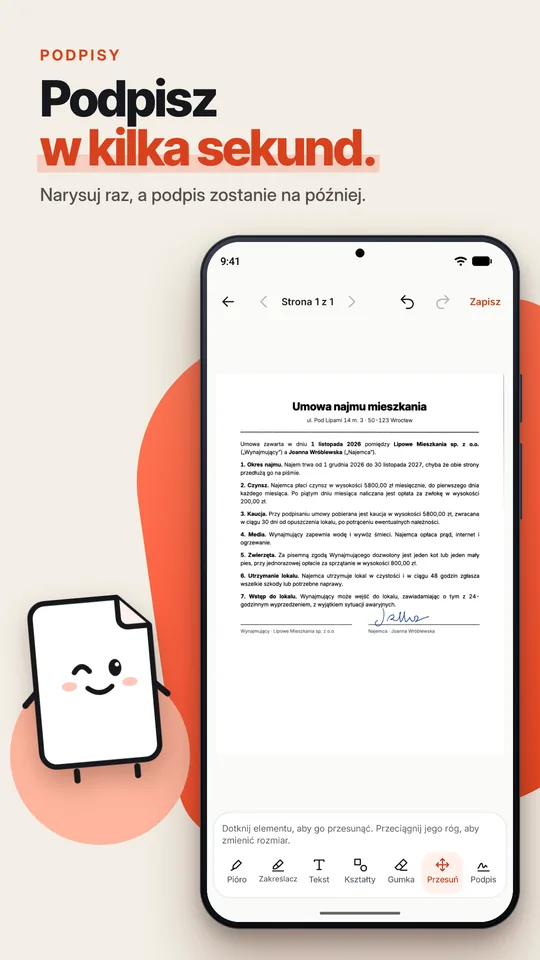 PODPISY
Podpisz
w kilka sekund.
Narysuj raz, a podpis zostanie na później.
9:41
Strona 1 z 1
Zapisz
Umowa najmu mieszkania
ul. Pod Lipami 14 m. 3 · 50-123 Wrocław
Umowa zawarta w dniu 1 listopada 2026 pomiędzy Lipowe Mieszkania sp. z o.o.
(„Wynajmujący”) a Joanna Wróblewska („Najemca”).
1. Okres najmu. Najem trwa od 1 grudnia 2026 do 30 listopada 2027, chyba że obie strony
przedłużą go na piśmie.
2. Czynsz. Najemca płaci czynsz w wysokości 5800,00 zł miesięcznie, do pierwszego dnia
każdego miesiąca. Po piątym dniu miesiąca naliczana jest opłata za zwłokę w wysokości
200,00 zł.
3. Kaucja. Przy podpisaniu umowy pobierana jest kaucja w wysokości 5800,00 zł, zwracana
w ciągu 30 dni od opuszczenia lokalu, po potrąceniu ewentualnych należności.
4. Media. Wynajmujący zapewnia wodę i wywóz śmieci. Najemca opłaca prąd, internet i
ogrzewanie.
5. Zwierzęta. Za pisemną zgodą Wynajmującego dozwolony jest jeden kot lub jeden mały
pies, przy jednorazowej opłacie za sprzątanie w wysokości 800,00 zł.
6. Utrzymanie lokalu. Najemca utrzymuje lokal w czystości i w ciągu 48 godzin zgłasza
wszelkie szkody lub potrzebne naprawy.
7. Wstęp do lokalu. Wynajmujący może wejść do lokalu, zawiadamiając o tym z 24-
godzinnym wyprzedzeniem, z wyjątkiem sytuacji awaryjnych.
Wynajmujący · Lipowe Mieszkania sp. z o.o.
Najemca · Joanna Wróblewska
Dotknij elementu, aby go przesunąć. Przeciągnij jego róg, aby
zmienić rozmiar.
Pióro
Zakreślacz
Tekst
Kształty
Gumka
Przesuń
Podpis